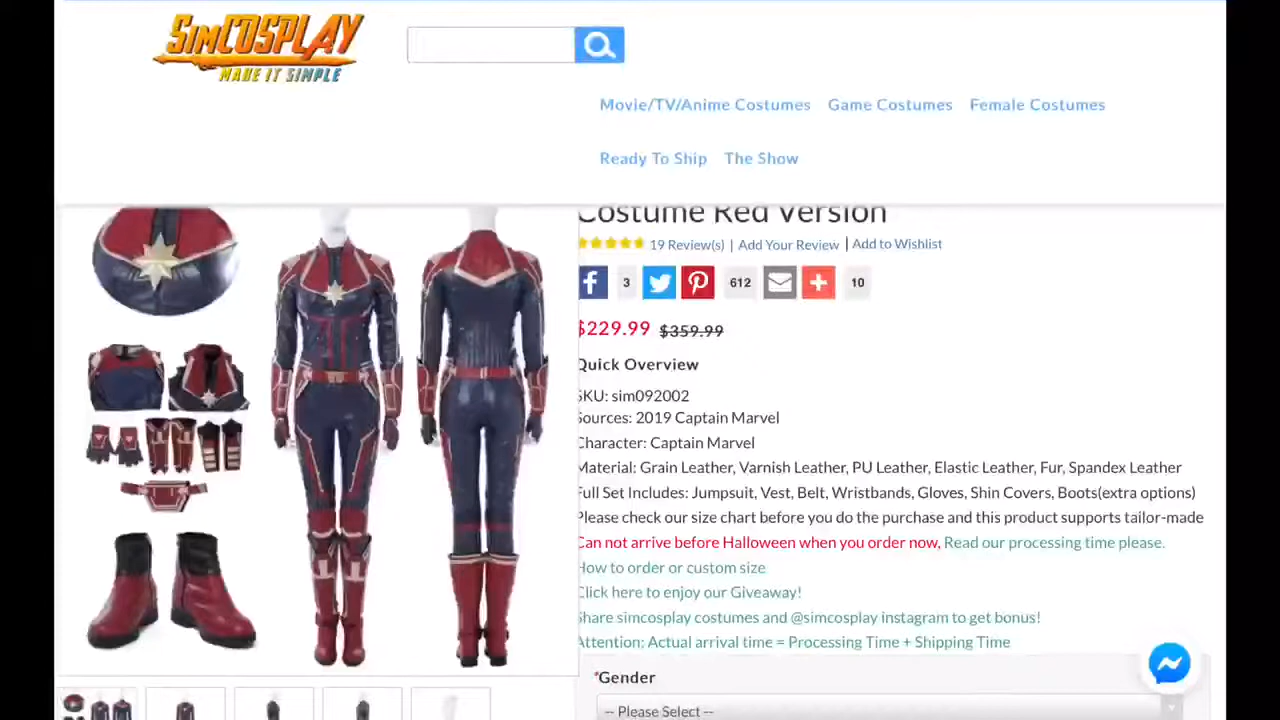 SIMCOSPLAY
MAKE IT SIMPLE
Movie/TV/Anime Costumes Game Costumes Female Costumes
Ready To Ship The Show
Costume Red Version
19 Review(s) | Add Your Review | Add to Wishlist
3 612 10
$229.99 $359.99
Quick Overview
SKU: sim092002
Sources: 2019 Captain Marvel
Character: Captain Marvel
Material: Grain Leather, Varnish Leather, PU Leather, Elastic Leather, Fur, Spandex Leather
Full Set Includes: Jumpsuit, Vest, Belt, Wristbands, Gloves, Shin Covers, Boots(extra options)
Please check our size chart before you do the purchase and this product supports tailor-made
Can not arrive before Halloween when you order now, Read our processing time please.
How to order or custom size
Click here to enjoy our Giveaway!
Share simcosplay costumes and @simcosplay instagram to get bonus!
Attention: Actual arrival time = Processing Time + Shipping Time
*Gender
-- Please Select --